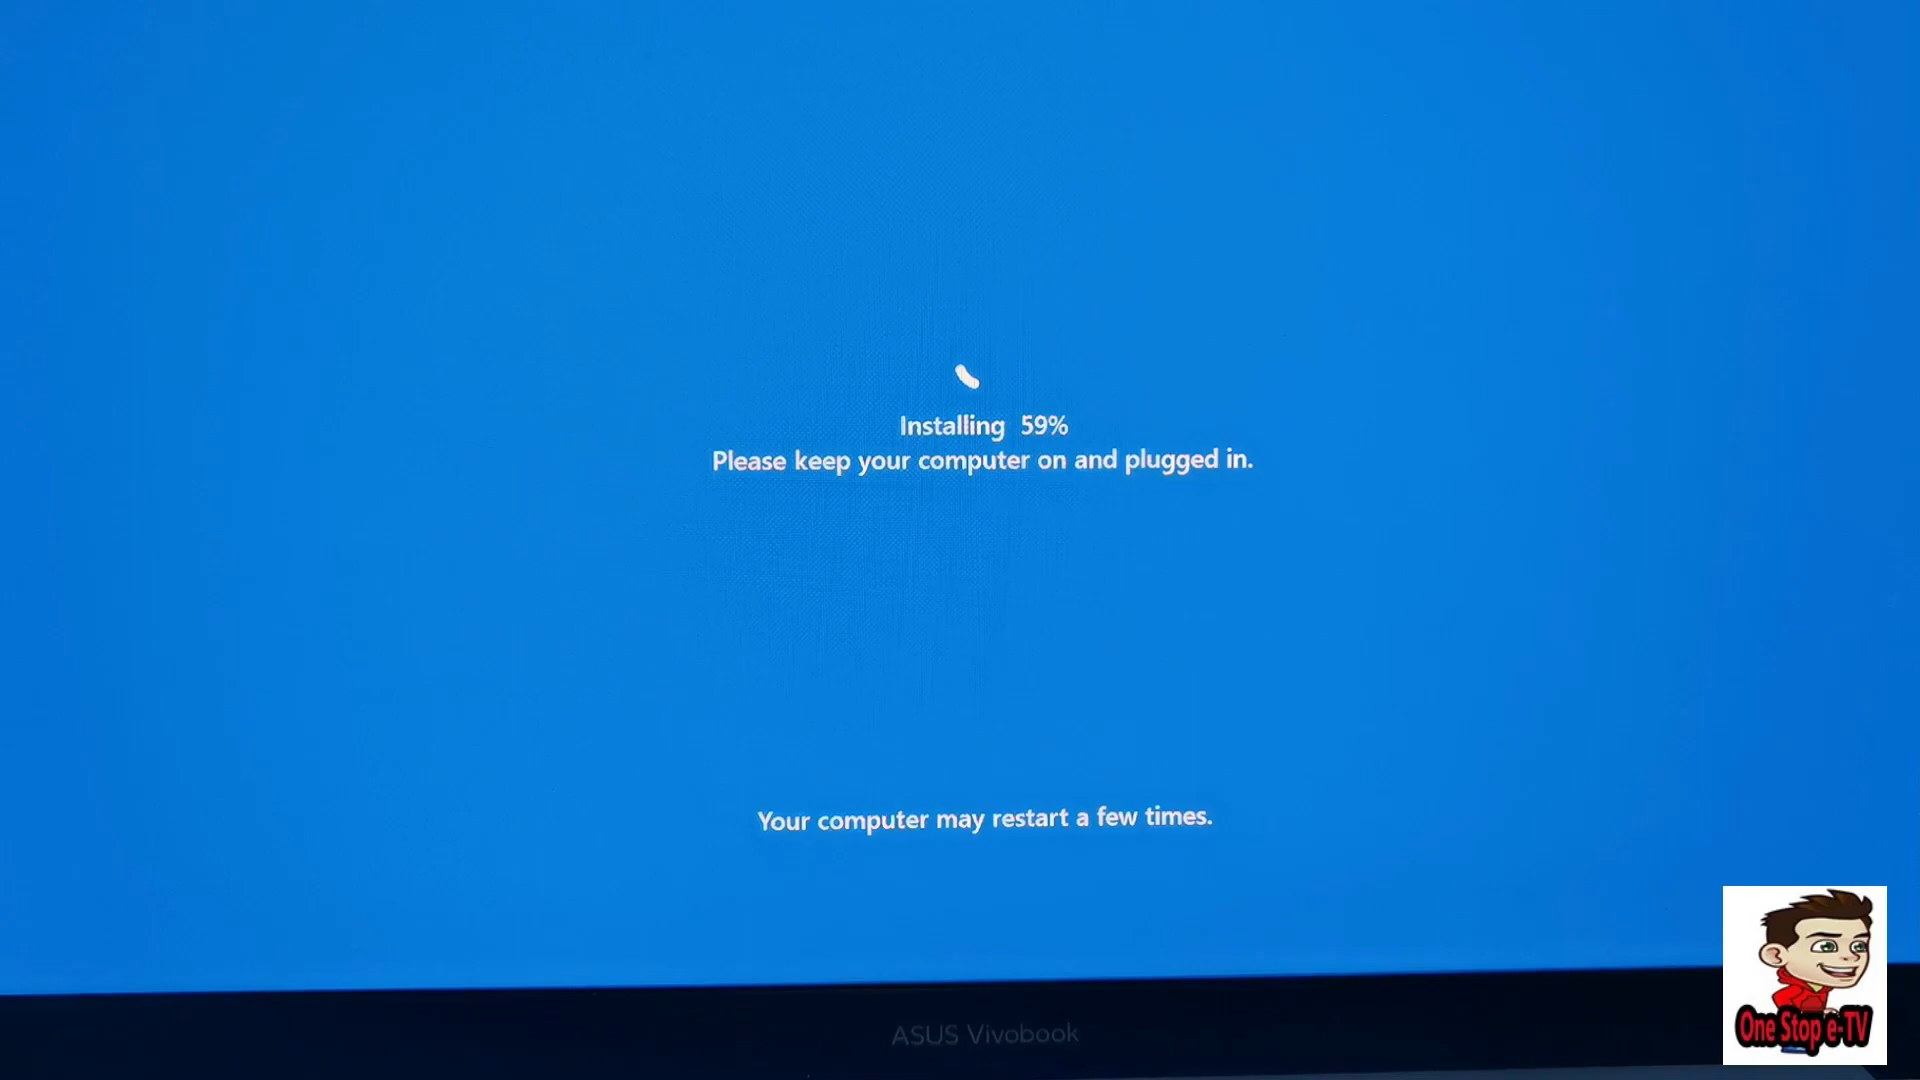 Installing 59%
Please keep your computer on and plugged in.
Your computer may restart a few times.
ASUS Vivobook
One Stop e-TV